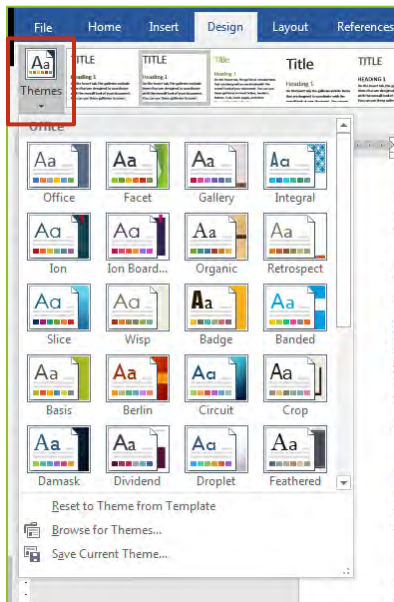 File Home Insert Design Layout References
Aa TITLE TITLE Title Title TITLE
Heading 1 Heading 1 Heading 1 HEADING 1
Themes
Office
Aa Aa Aa Aa
Office Facet Gallery Integral
Aa Aa Aa Aa
Ion Ion Board... Organic Retrospect
Aa Aa Aa Aa
Slice Wisp Badge Banded
Aa Aa Aa Aa
Basis Berlin Circuit Crop
Aa Aa Aa Aa
Damask Dividend Droplet Feathered
Reset to Theme from Template
Browse for Themes...
Save Current Theme...